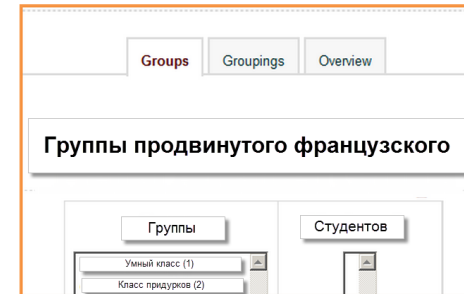 Groups Groupings Overview
Группы продвинутого французского
Группы Студентов
Умный класс (1)
Класс придурков (2)